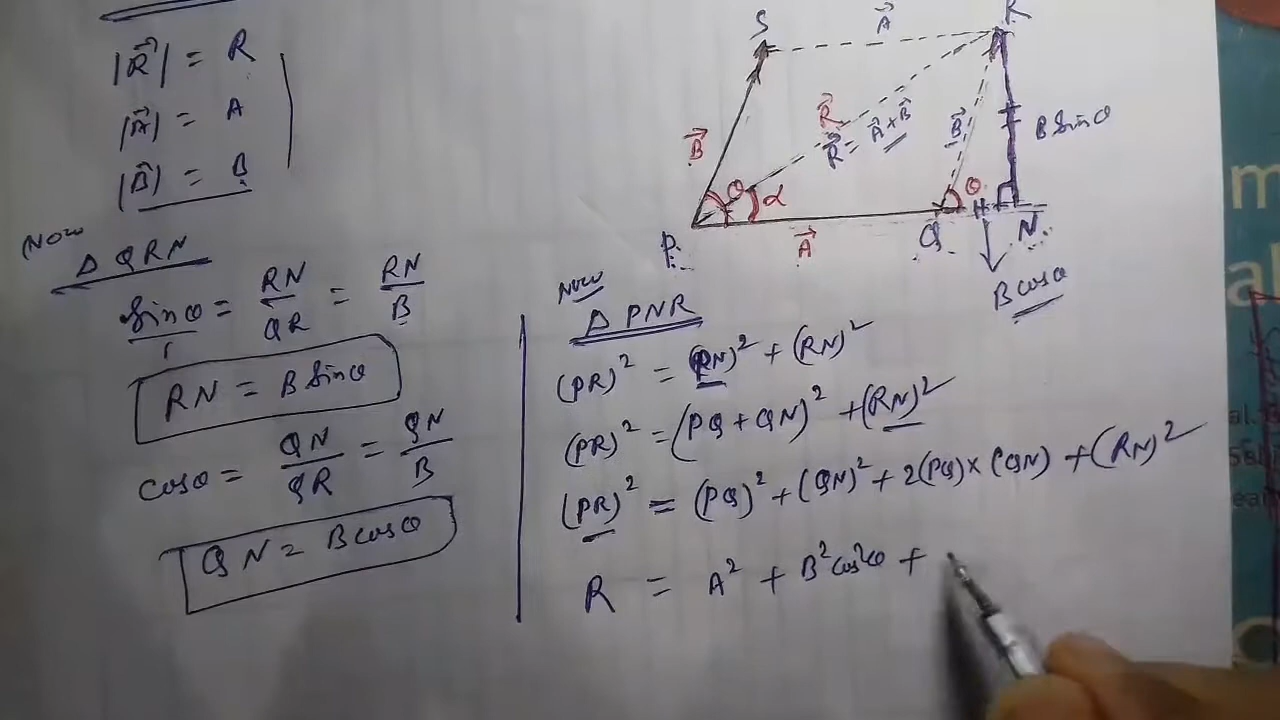 |R⃗| = R
|A⃗| = A
|B⃗| = B
Now
Δ QRN
Sinθ = RN/QR = RN/B
RN = B Sinθ
cosθ = QN/QR = QN/B
QN = B cosθ
S
A⃗
R
B⃗
R⃗
R⃗ = A⃗ + B⃗
B⃗
B Sinθ
θ
α
θ
P
A⃗
Q
N
B cosθ
Now
Δ PNR
(PR)² = (PN)² + (RN)²
(PR)² = (PQ + QN)² + (RN)²
(PR)² = (PQ)² + (QN)² + 2(PQ) × (QN) + (RN)²
R = A² + B² cos²θ +